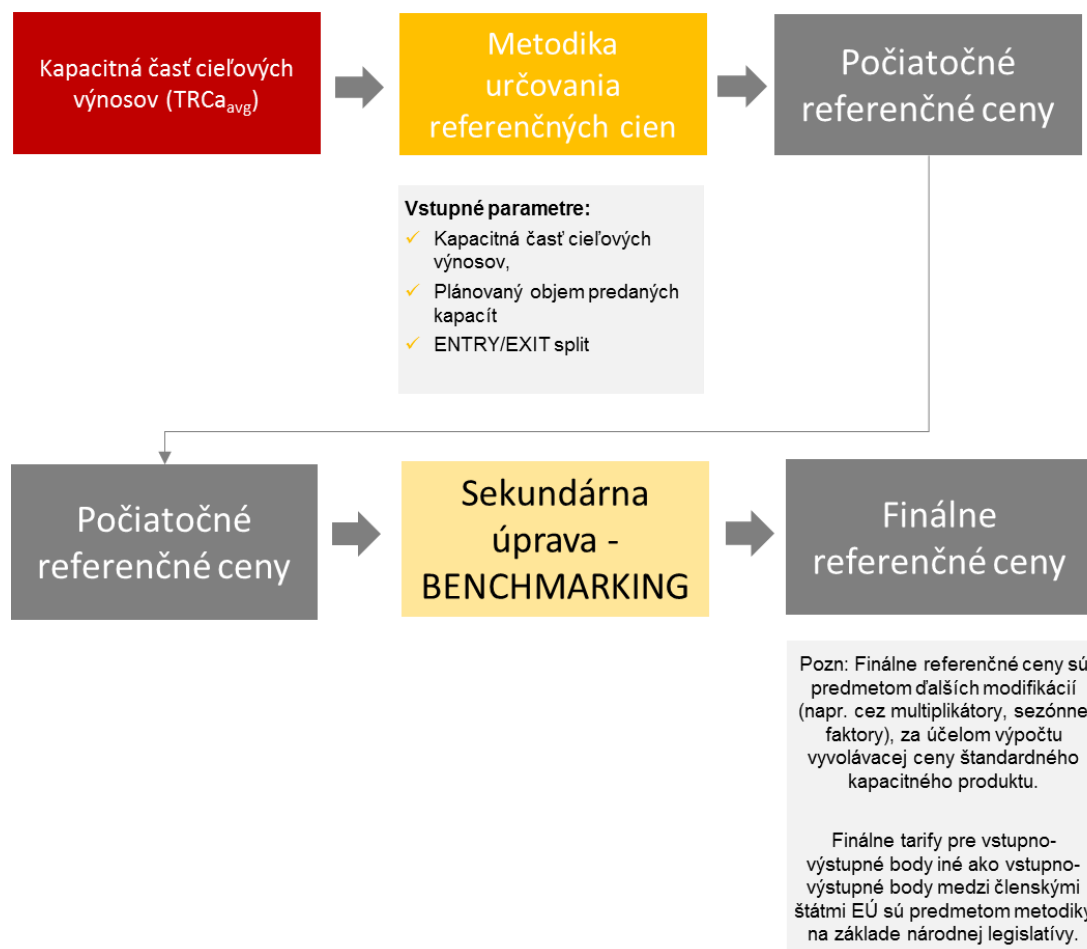 Kapacitná časť cieľových
výnosov (TRCaavg)
Metodika
určovania
referenčných cien
Počiatočné
referenčné ceny
Vstupné parametre:
✓ Kapacitná časť cieľových
výnosov,
✓ Plánovaný objem predaných
kapacít
✓ ENTRY/EXIT split
Počiatočné
referenčné ceny
Sekundárna
úprava -
BENCHMARKING
Finálne
referenčné ceny
Pozn: Finálne referenčné ceny sú
predmetom ďalších modifikácií
(napr. cez multiplikátory, sezónne
faktory), za účelom výpočtu
vyvolávacej ceny štandardného
kapacitného produktu.
Finálne tarify pre vstupno-
výstupné body iné ako vstupno-
výstupné body medzi členskými
štátmi EÚ sú predmetom metodiky
na základe národnej legislatívy.